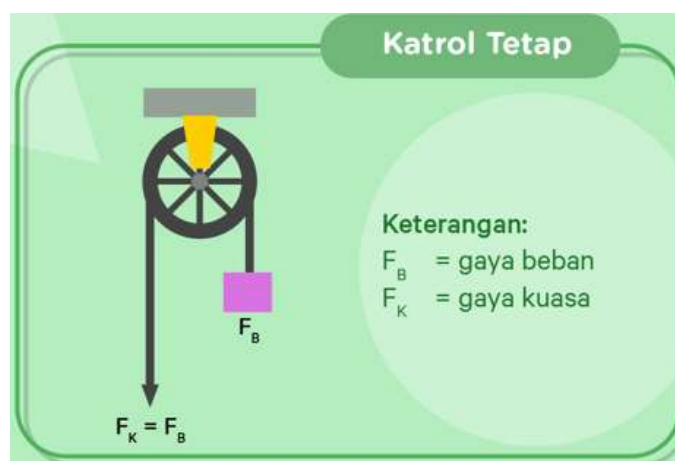 Katrol Tetap
Keterangan:
F_B = gaya beban
F_K = gaya kuasa
F_B
F_K = F_B